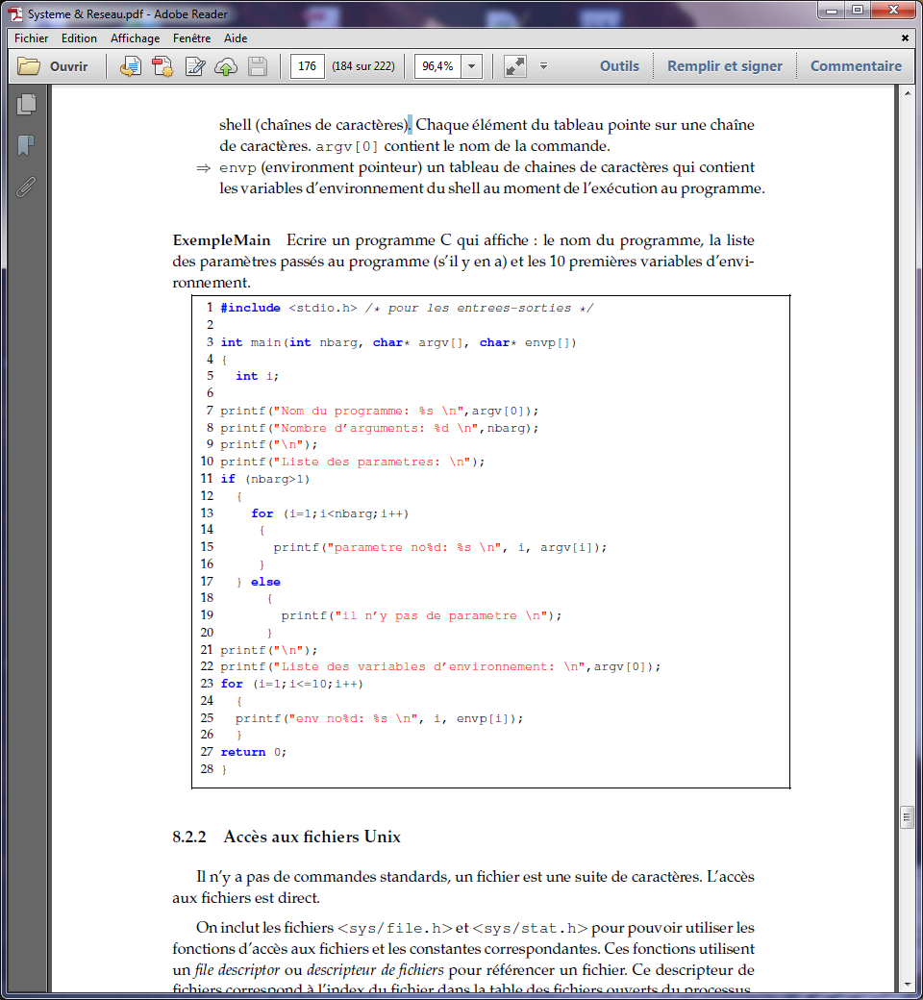 Systeme & Reseau.pdf - Adobe Reader
Fichier Edition Affichage Fenêtre Aide
Ouvrir 176 (184 sur 222) 96,4% Outils Remplir et signer Commentaire
shell (chaînes de caractères). Chaque élément du tableau pointe sur une chaîne
de caractères. argv[0] contient le nom de la commande.
⇒ envp (environment pointeur) un tableau de chaines de caractères qui contient
les variables d'environnement du shell au moment de l'exécution au programme.
ExempleMain Ecrire un programme C qui affiche : le nom du programme, la liste
des paramètres passés au programme (s'il y en a) et les 10 premières variables d'envi-
ronnement.
1 #include <stdio.h> /* pour les entrees-sorties */
2
3 int main(int nbarg, char* argv[], char* envp[])
4 {
5 int i;
6
7 printf("Nom du programme: %s \n",argv[0]);
8 printf("Nombre d'arguments: %d \n",nbarg);
9 printf("\n");
10 printf("Liste des parametres: \n");
11 if (nbarg>1)
12 {
13 for (i=1;i<nbarg;i++)
14 {
15 printf("parametre no%d: %s \n", i, argv[i]);
16 }
17 } else
18 {
19 printf("il n'y pas de parametre \n");
20 }
21 printf("\n");
22 printf("Liste des variables d'environnement: \n",argv[0]);
23 for (i=1;i<=10;i++)
24 {
25 printf("env no%d: %s \n", i, envp[i]);
26 }
27 return 0;
28 }
8.2.2 Accès aux fichiers Unix
Il n'y a pas de commandes standards, un fichier est une suite de caractères. L'accès
aux fichiers est direct.
On inclut les fichiers <sys/file.h> et <sys/stat.h> pour pouvoir utiliser les
fonctions d'accès aux fichiers et les constantes correspondantes. Ces fonctions utilisent
un file descriptor ou descripteur de fichiers pour référencer un fichier. Ce descripteur de
fichiers correspond à l'index du fichier dans la table des fichiers ouverts du processus.